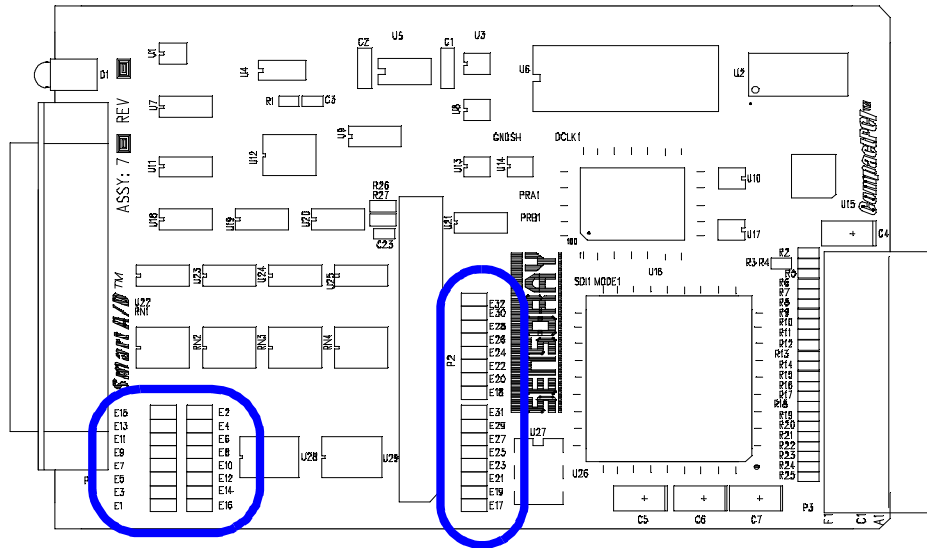 U1
U4
C2
U5
C1
U3
U6
U2
D1
U7
R1
C3
U8
U9
ASSY: 7 REV
GNDSH
DCLK1
U11
U12
U13
U14
U10
CompactPCI™
R26
R27
PRA1
U15
U18
U19
U20
U21
PRB1
U17
C4
C23
100
1
R2
R3
R4
U16
SDI1 MODE1
U23
U24
U25
U22
RN1
RN2
RN3
RN4
Smart A/D™
SENSORAY
P2
E32
E30
E28
E26
E24
E22
E20
E18
E31
E29
E27
E25
E23
E21
E19
E17
R6
R7
R8
R9
R10
R11
R12
R13
R14
R15
R16
R17
R18
R19
R20
R21
R22
R23
R24
R25
E15
E13
E11
E9
E7
E5
E3
E1
E2
E4
E6
E8
E10
E12
E14
E16
U28
U29
U27
U26
C5
C6
C7
P3
F1
C1
A1